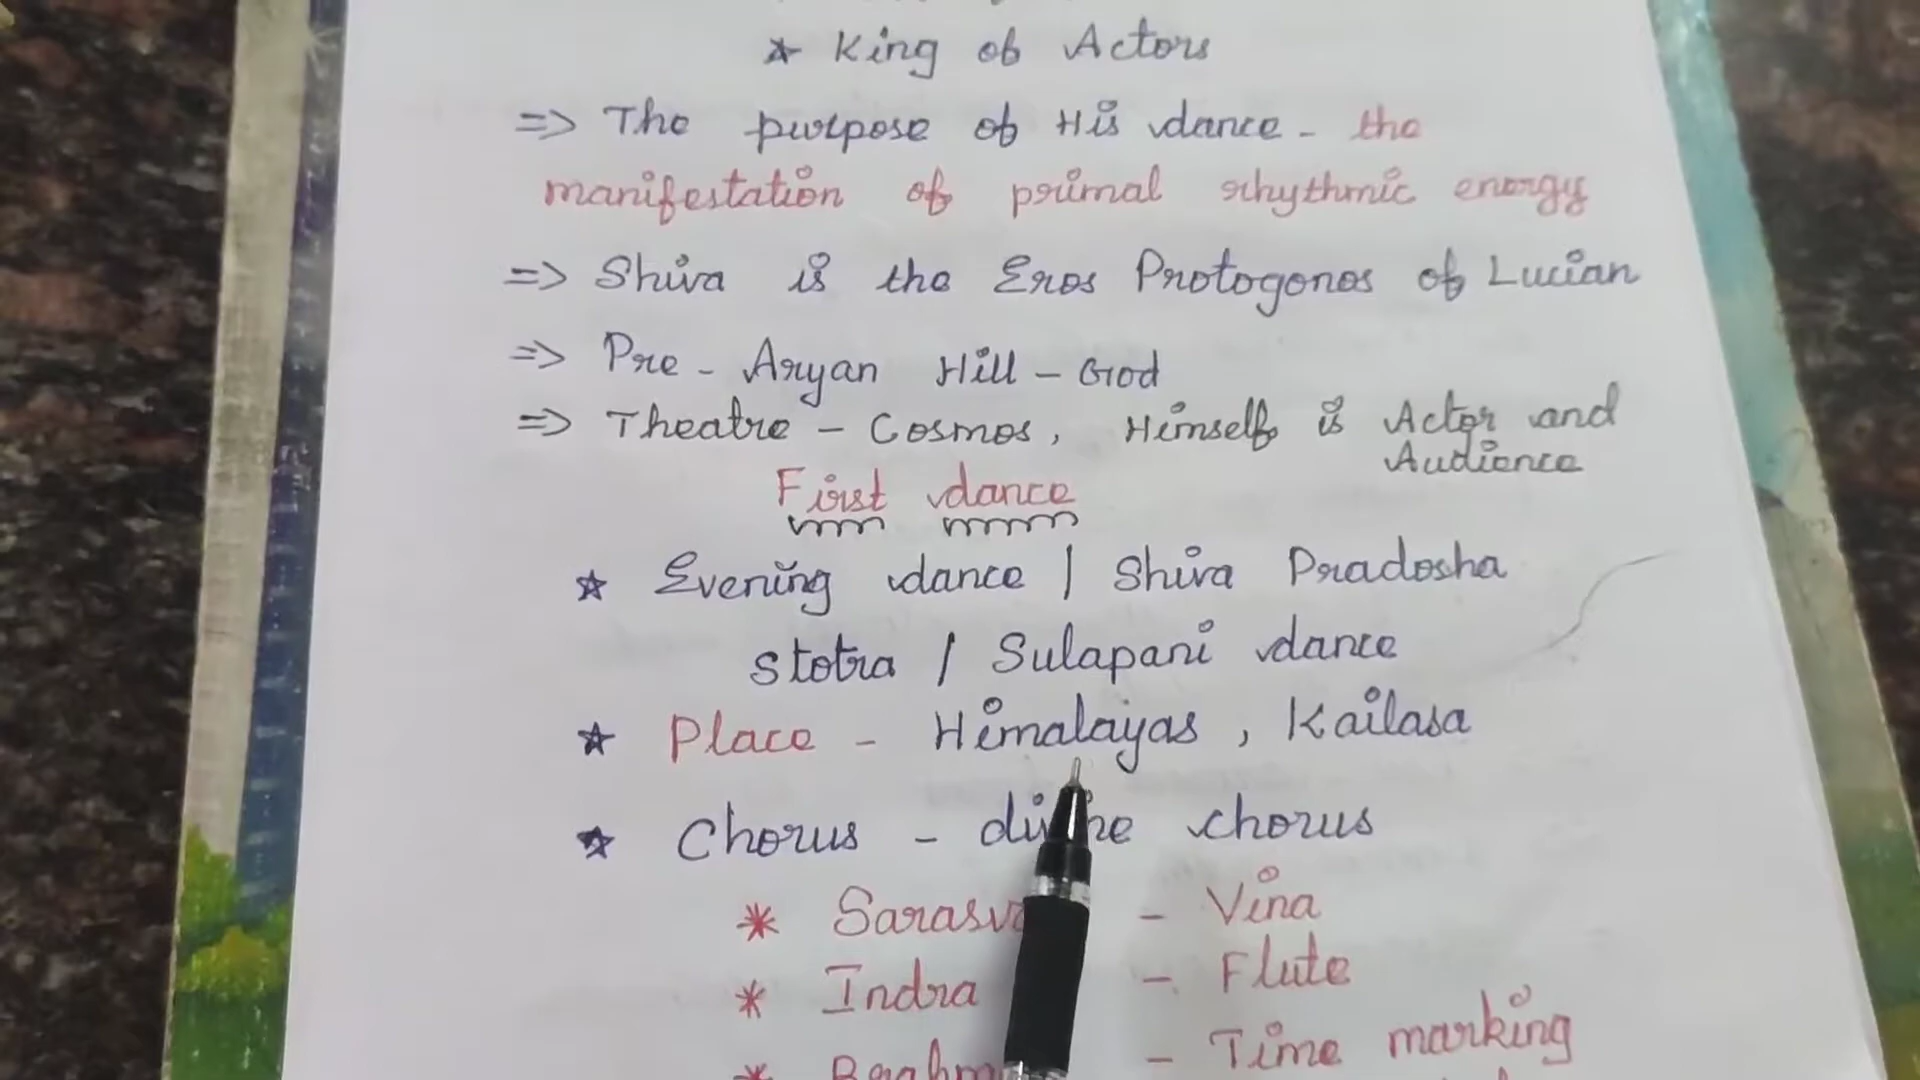 ★ King of Actors
=> The purpose of His dance - the
manifestation of primal rhythmic energy
=> Shiva is the Eros Protogonos of Lucian
=> Pre - Aryan Hill - God
=> Theatre - Cosmos, Himself is Actor and
Audience
First dance
★ Evening dance | Shiva Pradosha
Stotra / Sulapani dance
★ Place - Himalayas, Kailasa
★ Chorus - divine chorus
* - Vina
* Indra - Flute
* - Time marking